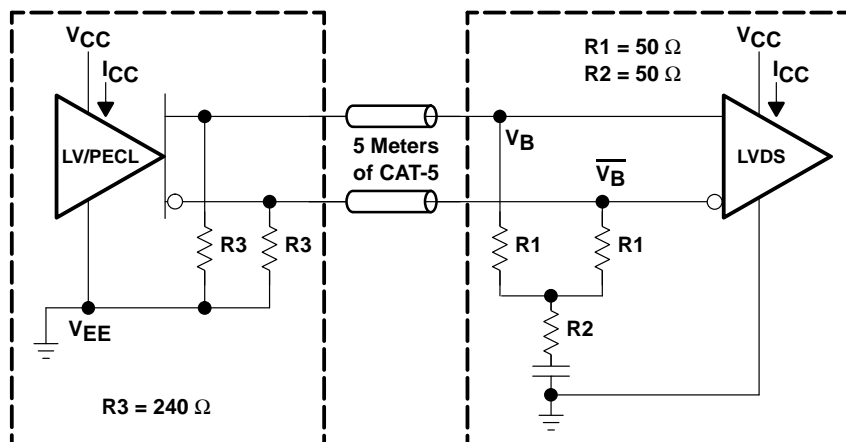 VCC
ICC
LV/PECL
R3
R3
VEE
R3 = 240 Ω
5 Meters
of CAT-5
R1 = 50 Ω
R2 = 50 Ω
VCC
ICC
VB
V̅B̅
LVDS
R1
R1
R2